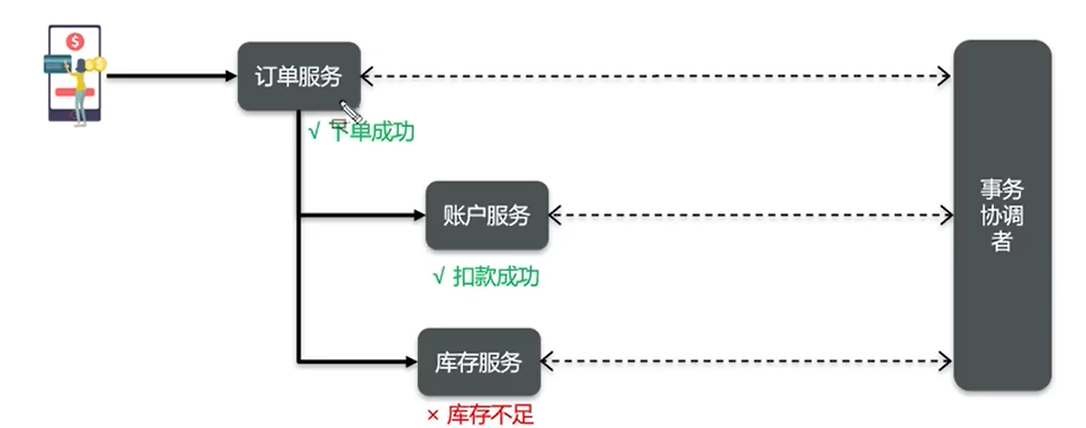 订单服务
√ 下单成功
账户服务
√ 扣款成功
库存服务
× 库存不足
事务
协调
者